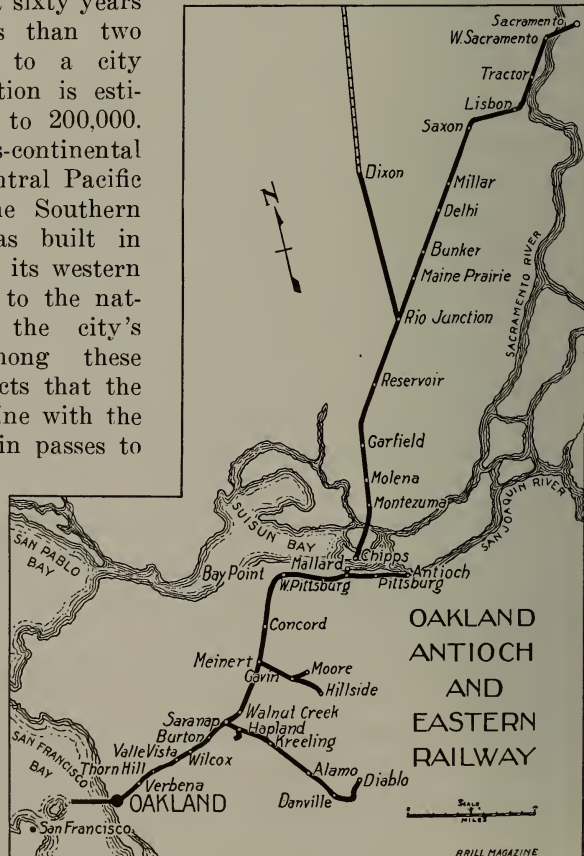 sixty years
s than two
to a city
tion is esti-
to 200,000.
s-continental
ntral Pacific
ne Southern
as built in
its western
to the nat-
the city's
mong these
cts that the
ine with the
in passes to
Sacramento
W. Sacramento
Tractor
Lisbon
Saxon
Dixon
Millar
Delhi
N
Bunker
Maine Prairie
SACRAMENTO RIVER
Rio Junction
Reservoir
Garfield
Molena
Montezuma
SUISUN BAY
SAN JOAQUIN RIVER
SAN PABLO
BAY
Chipps
Mallard
Bay Point
Antioch
W. Pittsburg
Pittsburg
Concord
OAKLAND
ANTIOCH
AND
EASTERN
RAILWAY
Meinert
Gavin
Moore
Hillside
Walnut Creek
Saranap
Hapland
Burton
Kreeling
Valle Vista
Wilcox
SAN FRANCISCO
BAY
Thorn Hill
Alamo
Diablo
Verbena
Danville
OAKLAND
San Francisco
SCALE
MILES
BRILL MAGAZINE